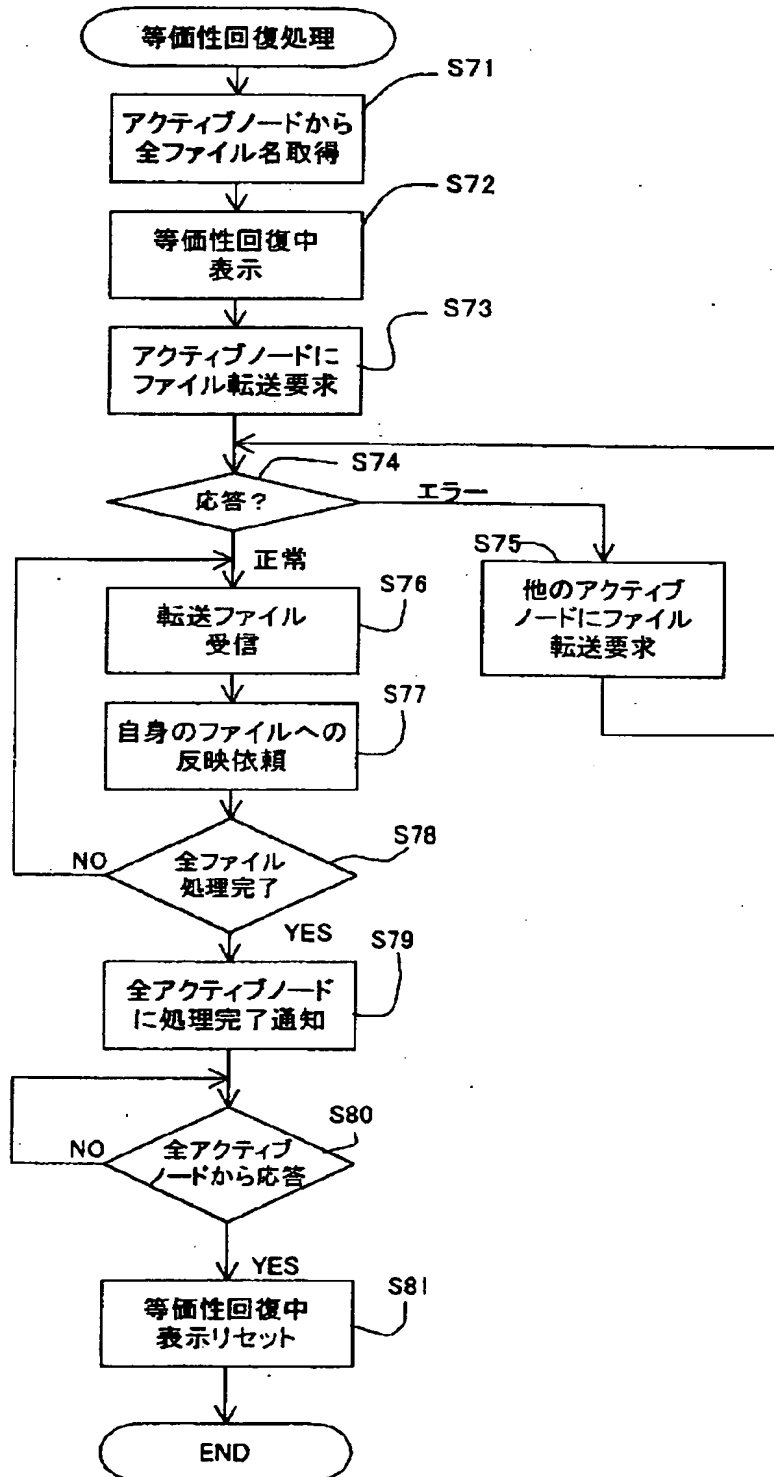 等価性回復処理
S71
アクティブノードから
全ファイル名取得
S72
等価性回復中
表示
S73
アクティブノードに
ファイル転送要求
S74
応答?
エラー
正常
S75
他のアクティブ
ノードにファイル
転送要求
S76
転送ファイル
受信
S77
自身のファイルへの
反映依頼
S78
NO
全ファイル
処理完了
YES
S79
全アクティブノード
に処理完了通知
S80
NO
全アクティブ
ノードから応答
YES
S81
等価性回復中
表示リセット
END